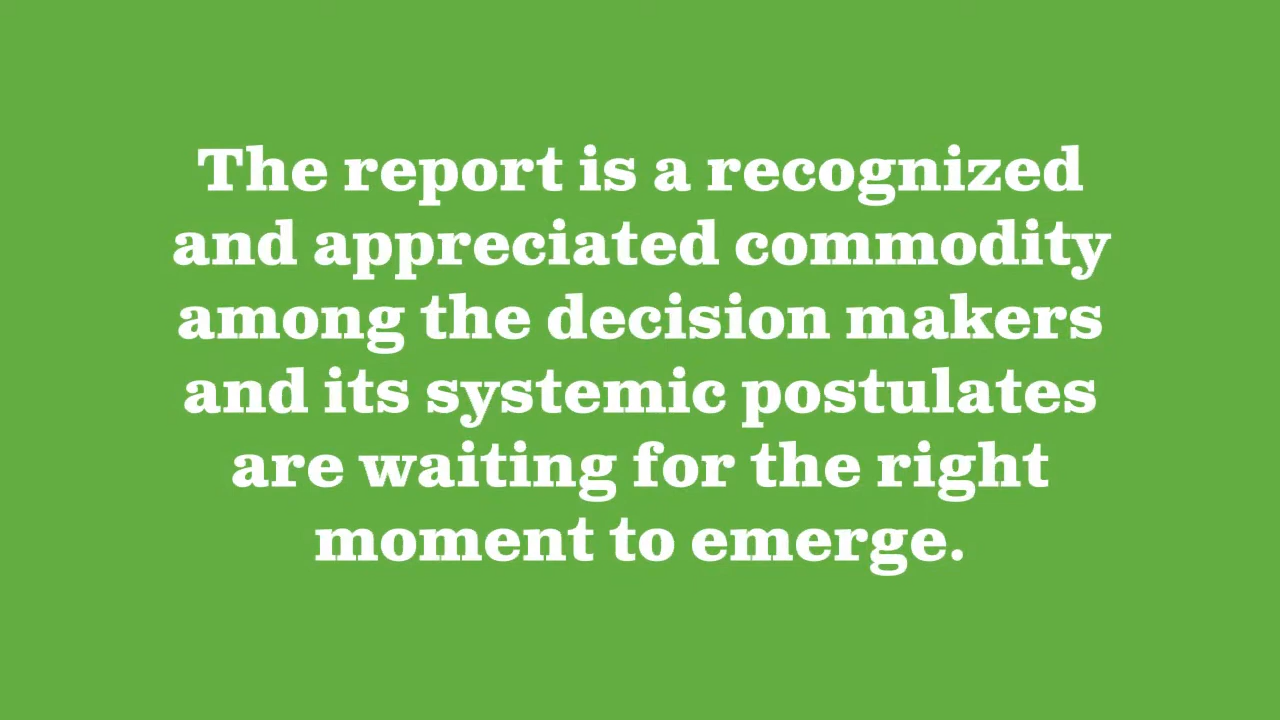 The report is a recognized
and appreciated commodity
among the decision makers
and its systemic postulates
are waiting for the right
moment to emerge.